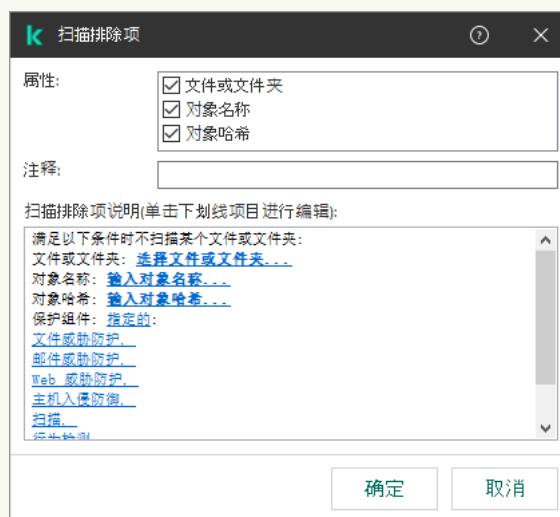 扫描排除项
属性:
文件或文件夹
对象名称
对象哈希
注释:
扫描排除项说明(单击下划线项目进行编辑):
满足以下条件时不扫描某个文件或文件夹:
文件或文件夹: 选择文件或文件夹...
对象名称: 输入对象名称...
对象哈希: 输入对象哈希...
保护组件: 指定的:
文件威胁防护,
邮件威胁防护,
Web 威胁防护,
主机入侵防御,
扫描,
行为检测
确定 取消